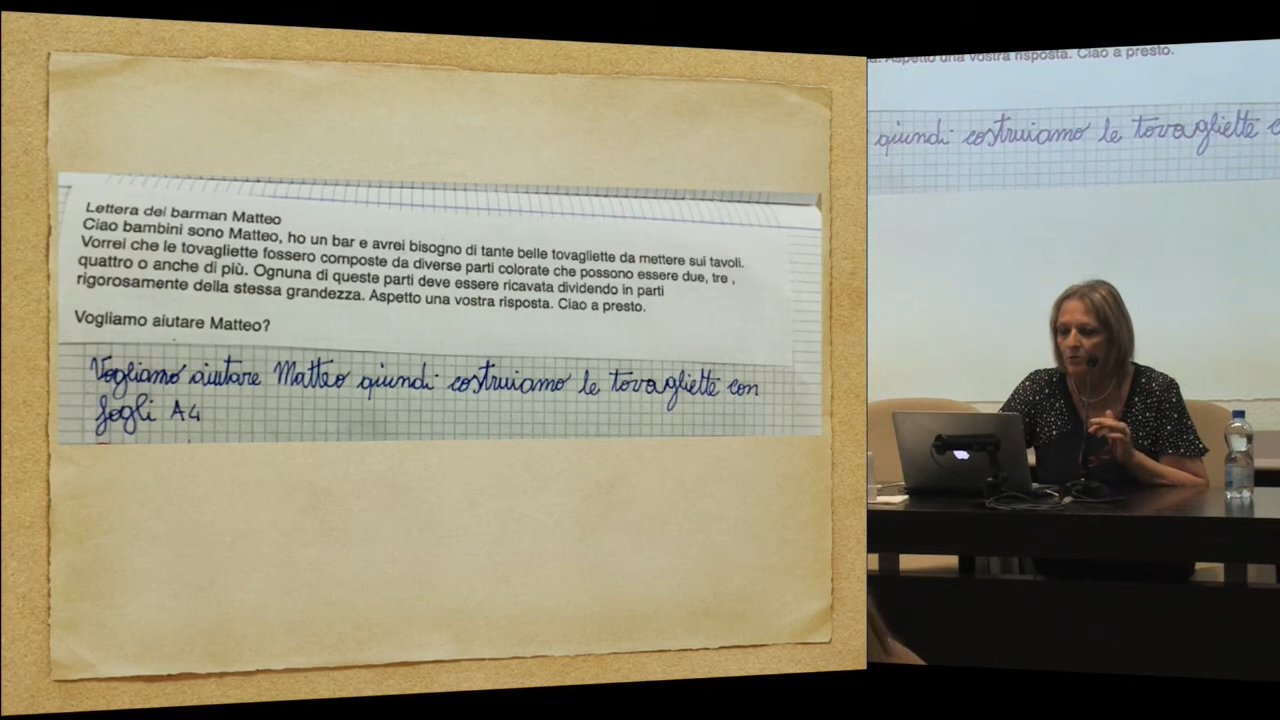 Lettera del barman Matteo
Ciao bambini sono Matteo, ho un bar e avrei bisogno di tante belle tovagliette da mettere sui tavoli.
Vorrei che le tovagliette fossero composte da diverse parti colorate che possono essere due, tre ,
quattro o anche di più. Ognuna di queste parti deve essere ricavata dividendo in parti
rigorosamente della stessa grandezza. Aspetto una vostra risposta. Ciao a presto.
Vogliamo aiutare Matteo?
Vogliamo aiutare Matteo quindi costruiamo le tovagliette con
fogli A4
Aspetto una vostra risposta. Ciao a presto.
quindi costruiamo le tovagliette